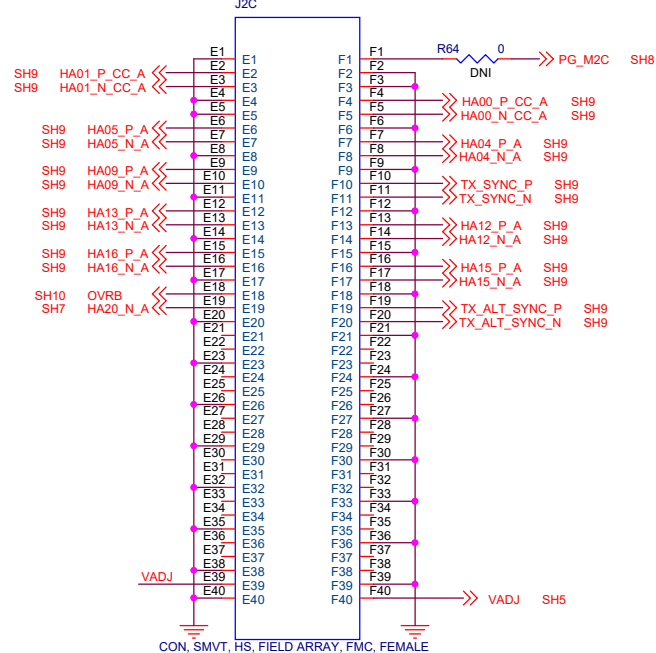 J2C
E1 E1 F1 F1 R64 0 PG_M2C SH8
DNI
E2 E2 F2 F2
SH9 HA01_P_CC_A
E3 E3 F3 F3
SH9 HA01_N_CC_A
E4 E4 F4 F4 HA00_P_CC_A SH9
E5 E5 F5 F5 HA00_N_CC_A SH9
E6 E6 F6 F6
SH9 HA05_P_A
E7 E7 F7 F7 HA04_P_A SH9
SH9 HA05_N_A
E8 E8 F8 F8 HA04_N_A SH9
E9 E9 F9 F9
SH9 HA09_P_A
E10 E10 F10 F10 TX_SYNC_P SH9
SH9 HA09_N_A
E11 E11 F11 F11 TX_SYNC_N SH9
E12 E12 F12 F12
SH9 HA13_P_A
E13 E13 F13 F13 HA12_P_A SH9
SH9 HA13_N_A
E14 E14 F14 F14 HA12_N_A SH9
E15 E15 F15 F15
SH9 HA16_P_A
E16 E16 F16 F16 HA15_P_A SH9
SH9 HA16_N_A
E17 E17 F17 F17 HA15_N_A SH9
E18 E18 F18 F18
SH10 OVRB
E19 E19 F19 F19 TX_ALT_SYNC_P SH9
SH7 HA20_N_A
E20 E20 F20 F20 TX_ALT_SYNC_N SH9
E21 E21 F21 F21
E22 E22 F22 F22
E23 E23 F23 F23
E24 E24 F24 F24
E25 E25 F25 F25
E26 E26 F26 F26
E27 E27 F27 F27
E28 E28 F28 F28
E29 E29 F29 F29
E30 E30 F30 F30
E31 E31 F31 F31
E32 E32 F32 F32
E33 E33 F33 F33
E34 E34 F34 F34
E35 E35 F35 F35
E36 E36 F36 F36
E37 E37 F37 F37
E38 E38 F38 F38
VADJ E39 E39 F39 F39
E40 E40 F40 F40 VADJ SH5
CON, SMVT, HS, FIELD ARRAY, FMC, FEMALE